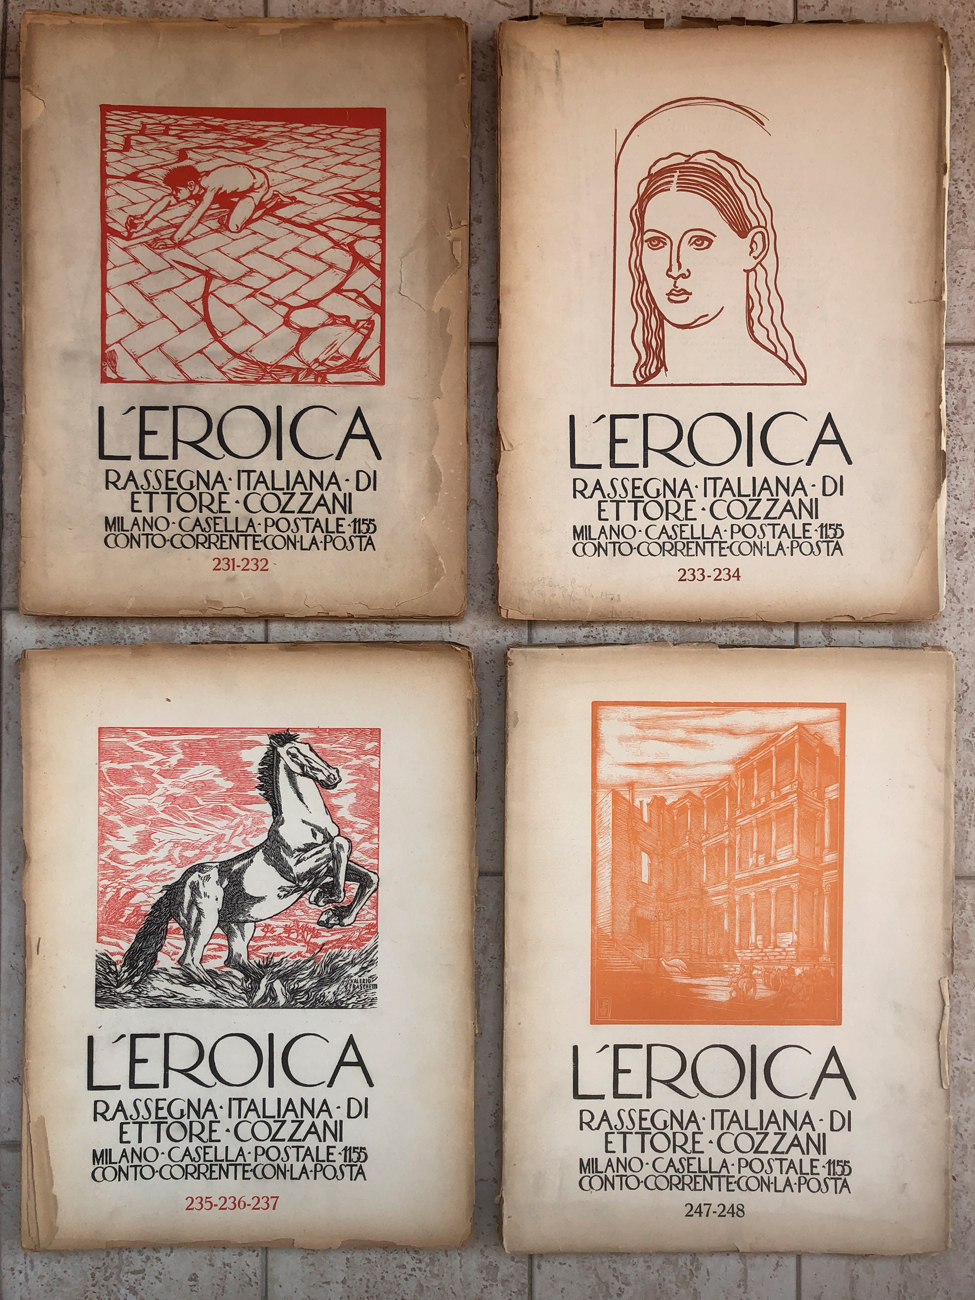 L'EROICA
RASSEGNA·ITALIANA·DI
ETTORE·COZZANI
MILANO·CASELLA·POSTALE·1155
CONTO·CORRENTE·CON·LA·POSTA
231-232
L'EROICA
RASSEGNA·ITALIANA·DI
ETTORE·COZZANI
MILANO·CASELLA·POSTALE·1155
CONTO·CORRENTE·CON·LA·POSTA
233-234
L'EROICA
RASSEGNA·ITALIANA·DI
ETTORE·COZZANI
MILANO·CASELLA·POSTALE·1155
CONTO·CORRENTE·CON·LA·POSTA
235-236-237
L'EROICA
RASSEGNA·ITALIANA·DI
ETTORE·COZZANI
MILANO·CASELLA·POSTALE·1155
CONTO·CORRENTE·CON·LA·POSTA
247-248